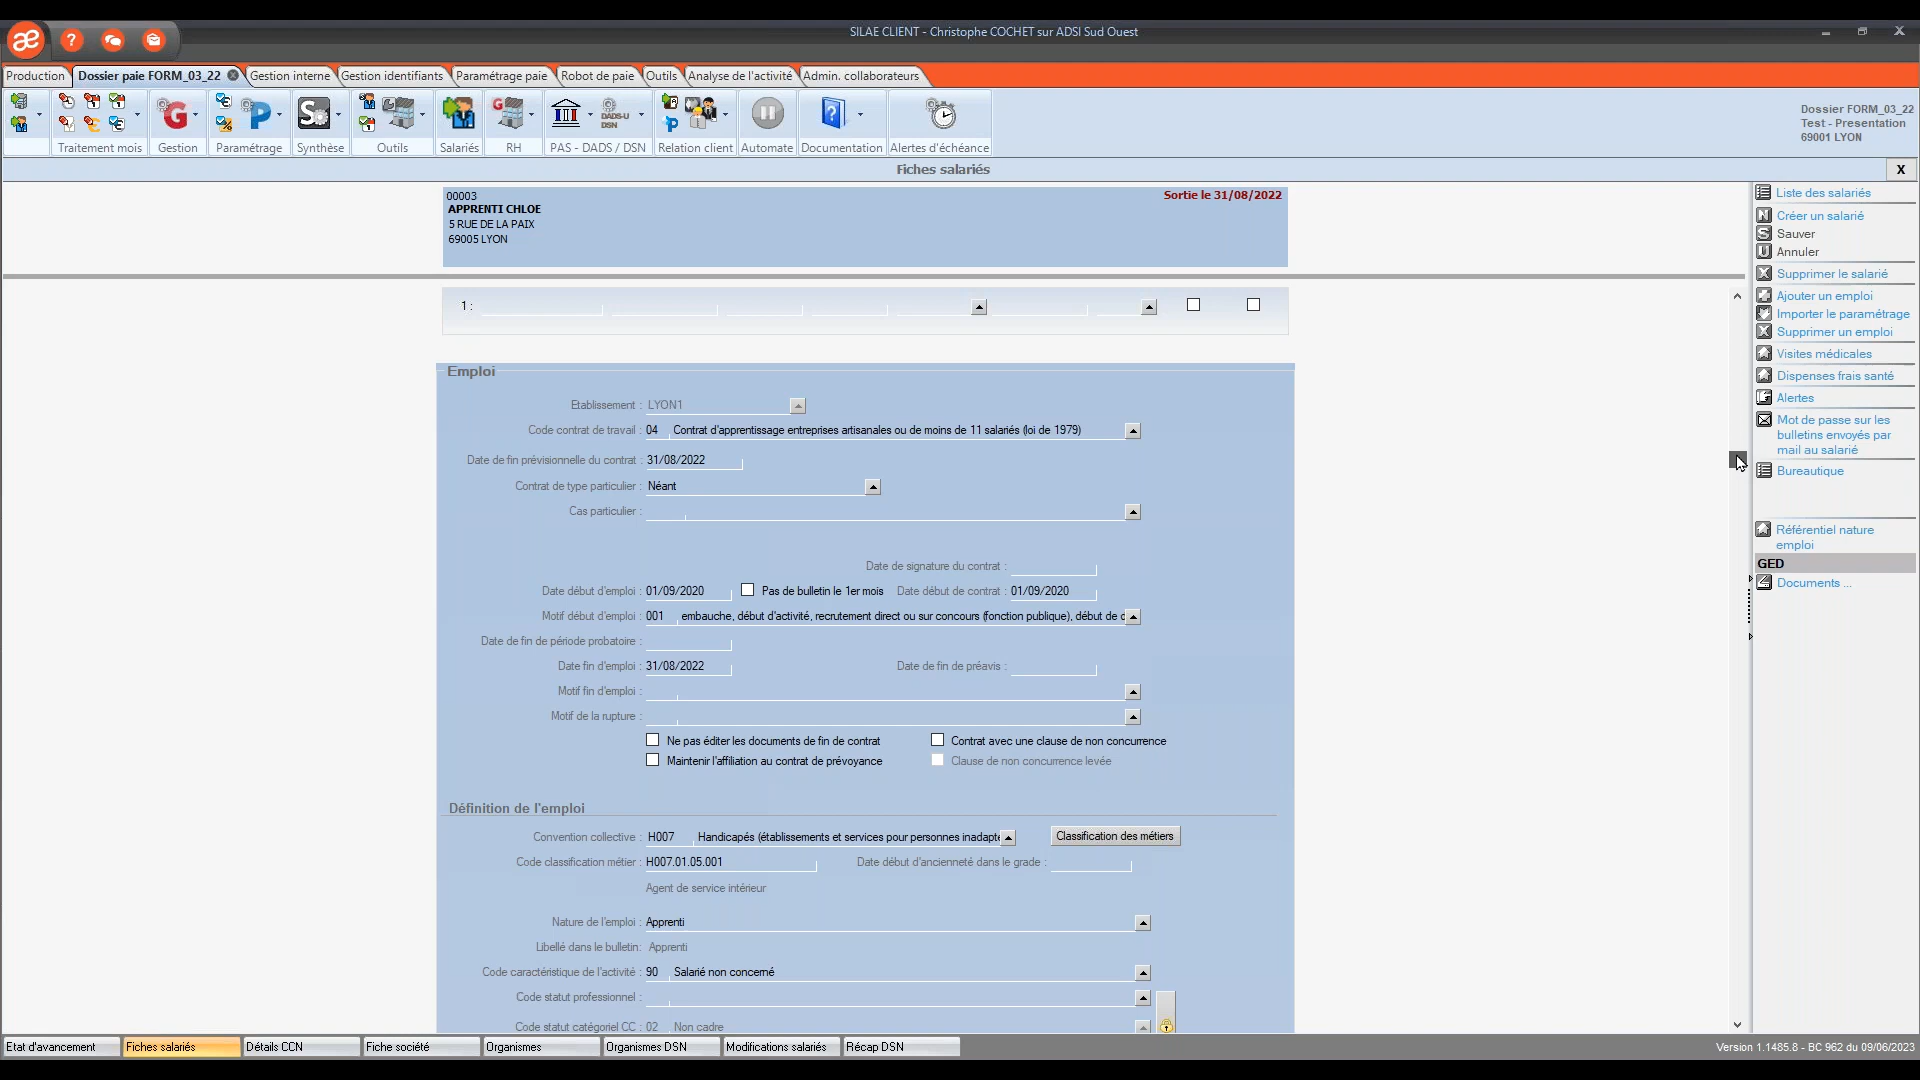 SILAE CLIENT - Christophe COCHET sur ADSI Sud Ouest
Production
Dossier paie FORM_03_22
Gestion interne
Gestion identifiants
Paramétrage paie
Robot de paie
Outils
Analyse de l'activité
Admin. collaborateurs
DADS-U
DSN
Traitement mois
Gestion
Paramétrage
Synthèse
Outils
Salariés
RH
PAS - DADS / DSN
Relation client
Automate
Documentation
Alertes d'échéance
Dossier FORM_03_22
Test - Presentation
69001 LYON
Fiches salariés
X
00003
Sortie le 31/08/2022
APPRENTI CHLOE
5 RUE DE LA PAIX
69005 LYON
1 :
Emploi
Etablissement : LYON1
Code contrat de travail : 04 Contrat d'apprentissage entreprises artisanales ou de moins de 11 salariés (loi de 1979)
Date de fin prévisionnelle du contrat : 31/08/2022
Contrat de type particulier : Néant
Cas particulier :
Date de signature du contrat :
Date début d'emploi : 01/09/2020 Pas de bulletin le 1er mois Date début de contrat : 01/09/2020
Motif début d'emploi : 001 embauche, début d'activité, recrutement direct ou sur concours (fonction publique), début de c
Date de fin de période probatoire :
Date fin d'emploi : 31/08/2022 Date de fin de préavis :
Motif fin d'emploi :
Motif de la rupture :
Ne pas éditer les documents de fin de contrat Contrat avec une clause de non concurrence
Maintenir l'affiliation au contrat de prévoyance Clause de non concurrence levée
Définition de l'emploi
Convention collective : H007 Handicapés (établissements et services pour personnes inadapte Classification des métiers
Code classification métier : H007.01.05.001 Date début d'ancienneté dans le grade :
Agent de service intérieur
Nature de l'emploi : Apprenti
Libellé dans le bulletin: Apprenti
Code caractéristique de l'activité : 90 Salarié non concerné
Code statut professionnel :
Code statut catégoriel CC : 02 Non cadre
Liste des salariés
Créer un salarié
Sauver
Annuler
Supprimer le salarié
Ajouter un emploi
Importer le paramétrage
Supprimer un emploi
Visites médicales
Dispenses frais santé
Alertes
Mot de passe sur les
bulletins envoyés par
mail au salarié
Bureautique
Référentiel nature
emploi
GED
Documents ...
Etat d'avancement
Fiches salariés
Détails CCN
Fiche société
Organismes
Organismes DSN
Modifications salariés
Récap DSN
Version 1.1485.8 - BC 962 du 09/06/2023